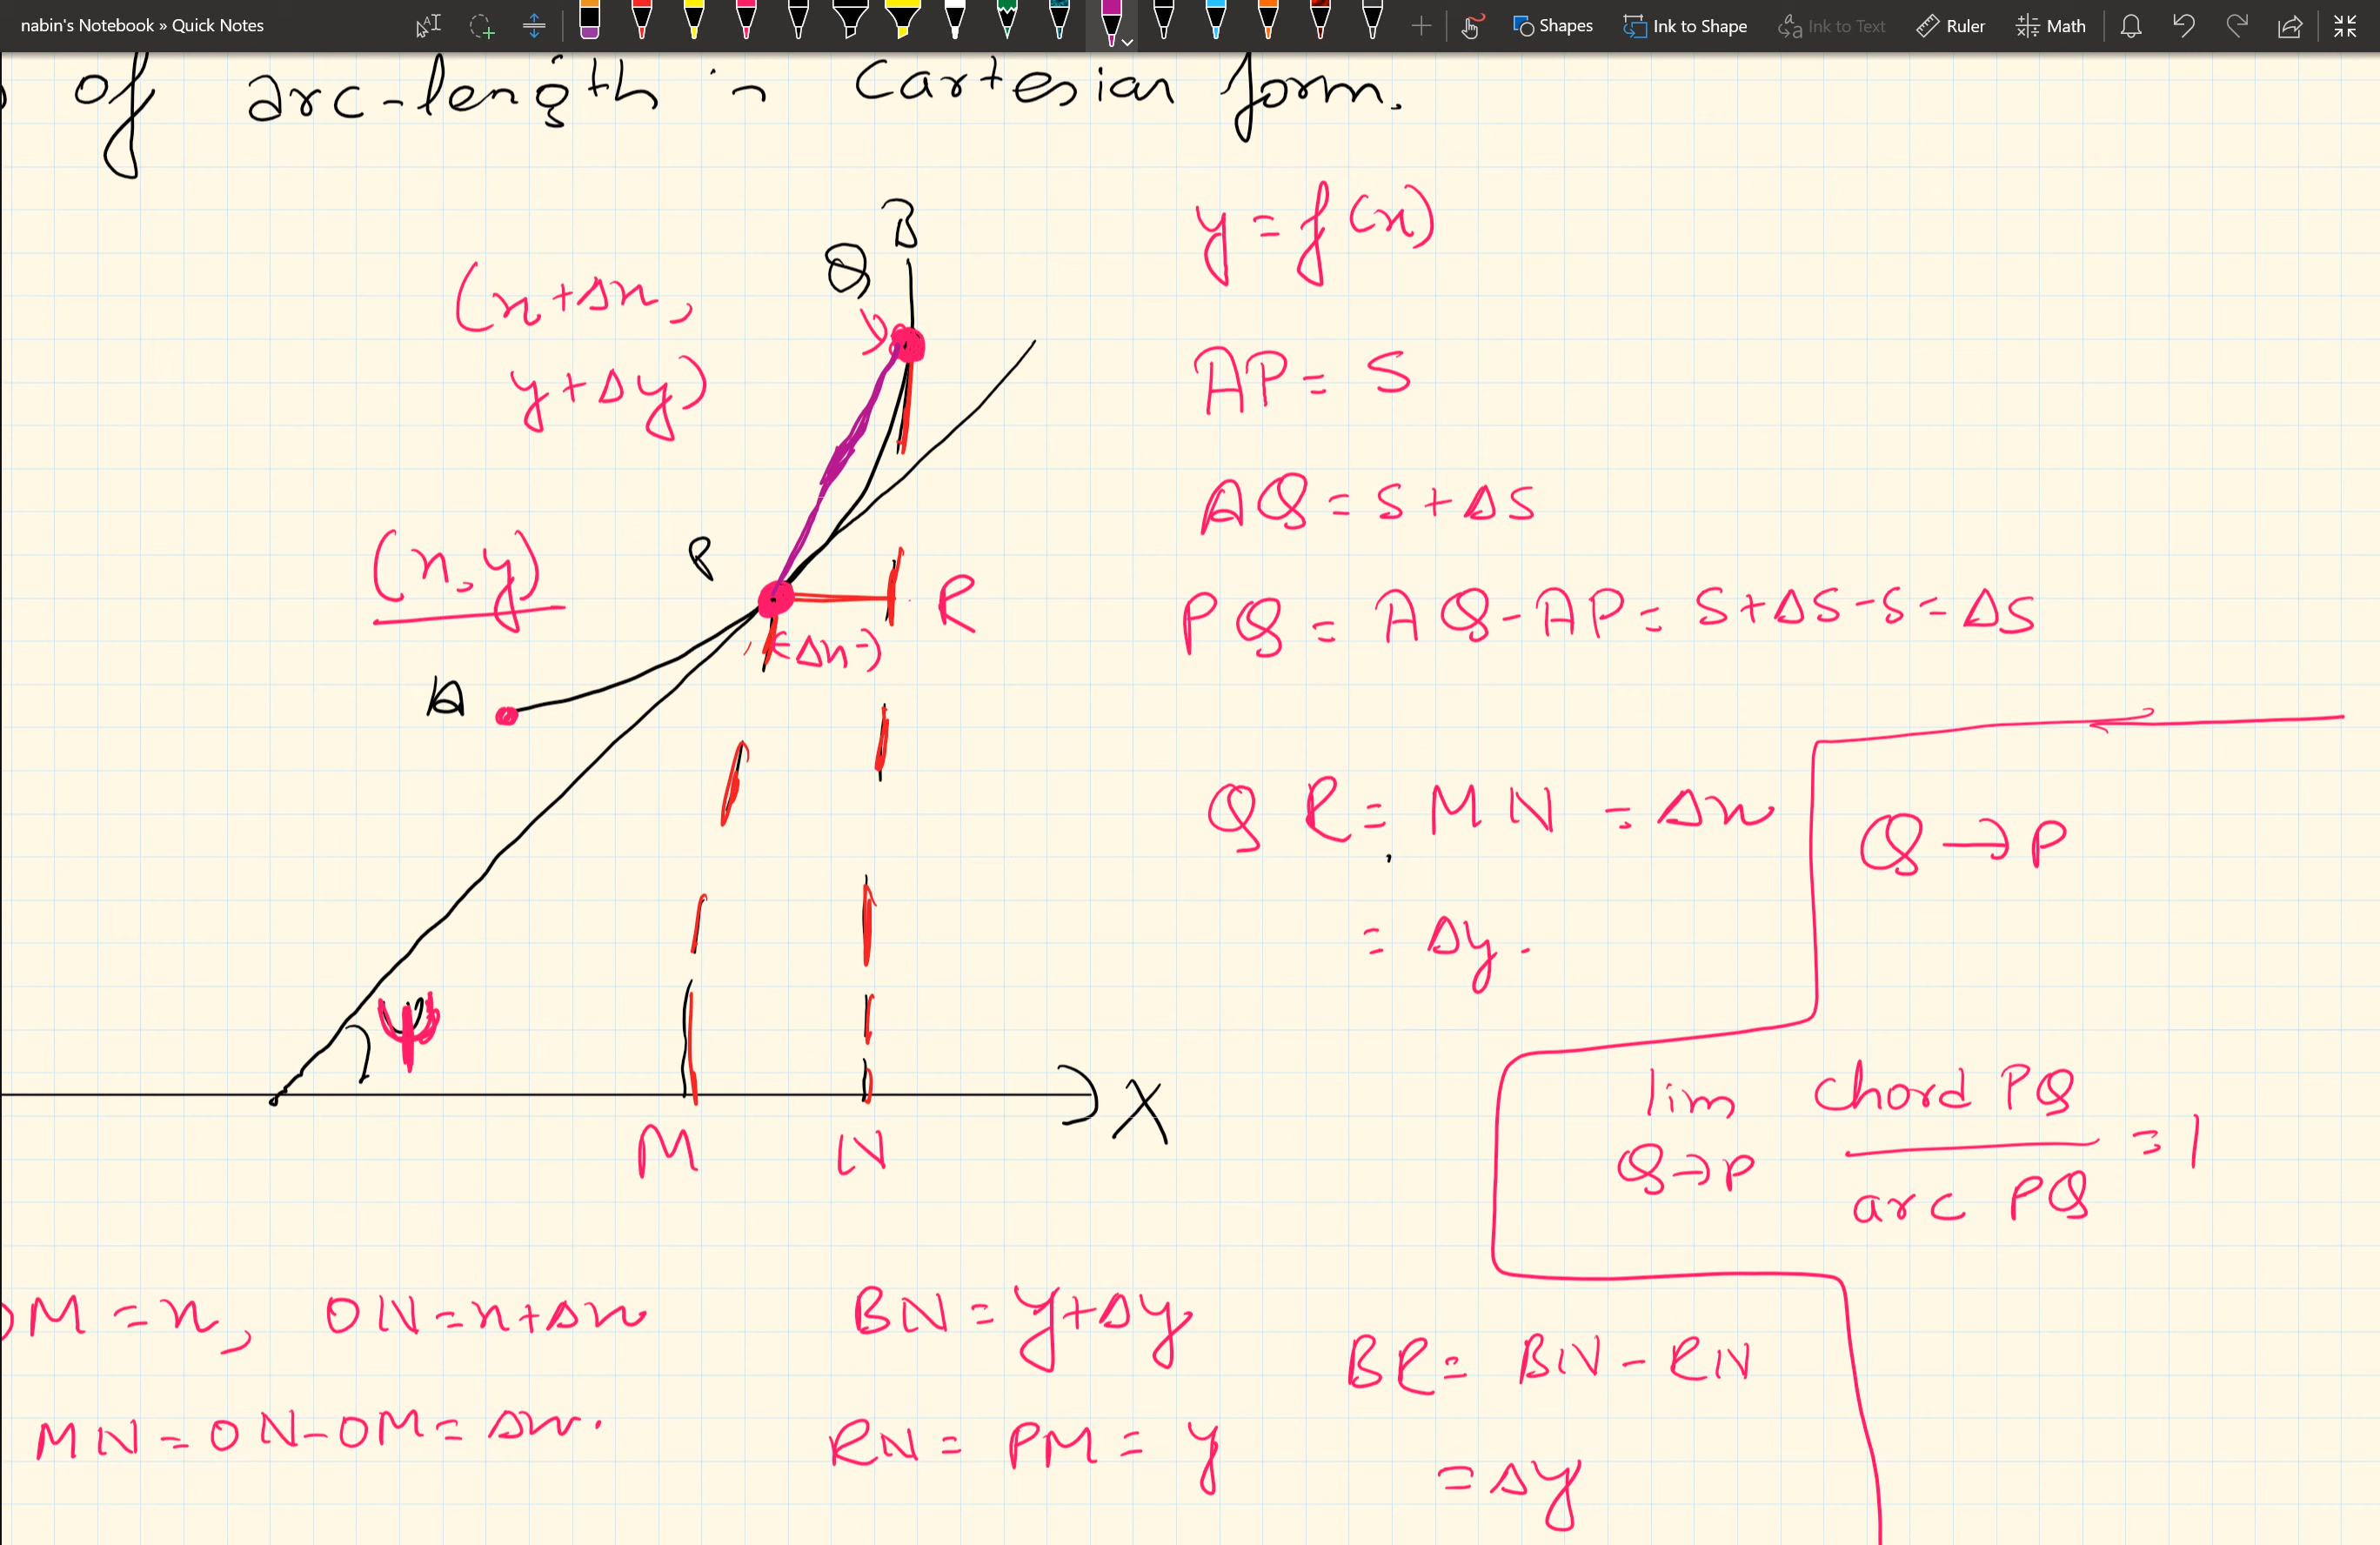 nabin's Notebook » Quick Notes
Shapes
Ink to Shape
Ink to Text
Ruler
Math
of arc-length in Cartesian form.
B
Q
(x+Δx,
y+Δy)
y = f(x)
AP = S
AQ = S + ΔS
P
(x, y)
R
(Δx)
PQ = AQ - AP = S + ΔS - S = ΔS
A
QR = MN = Δx
= Δy.
Q → P
ψ
X
M
N
lim Q→P chord PQ / arc PQ = 1
OM = x, ON = x+Δx
BN = y+Δy
BR = BN - RN
MN = ON - OM = Δx.
RN = PM = y
= Δy